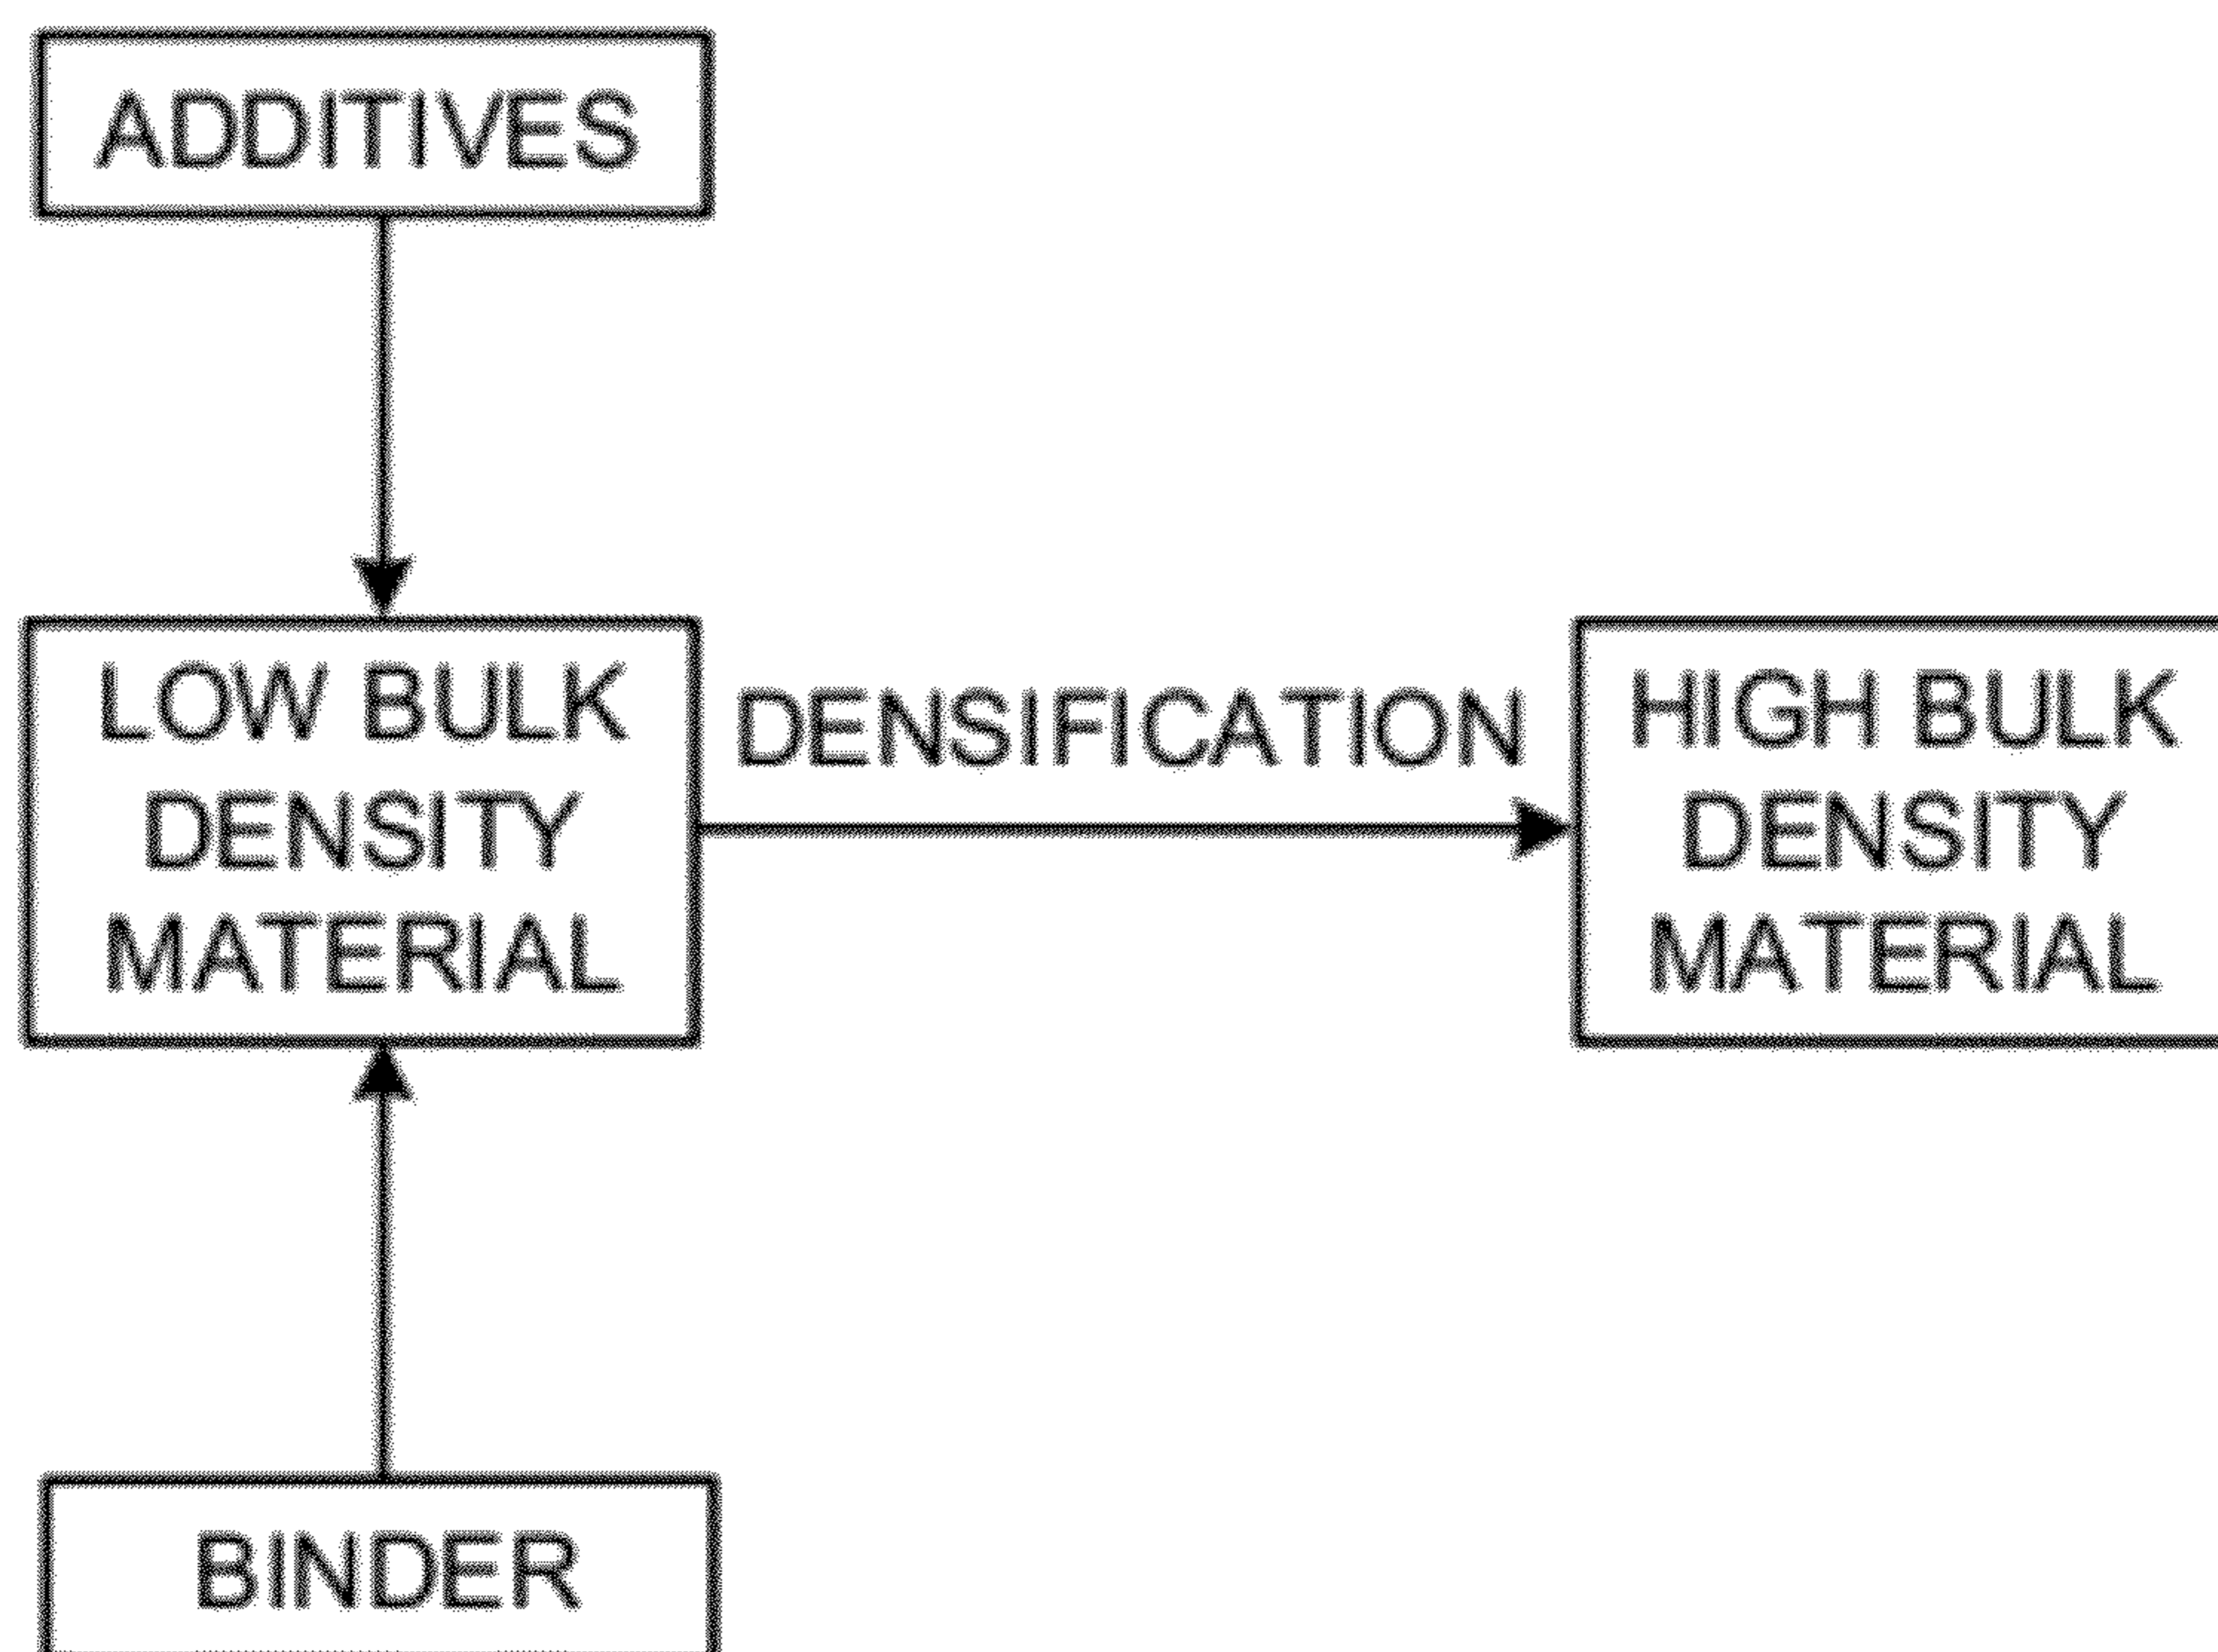 ADDITIVES
LOW BULK
DENSITY
MATERIAL
DENSIFICATION
HIGH BULK
DENSITY
MATERIAL
BINDER